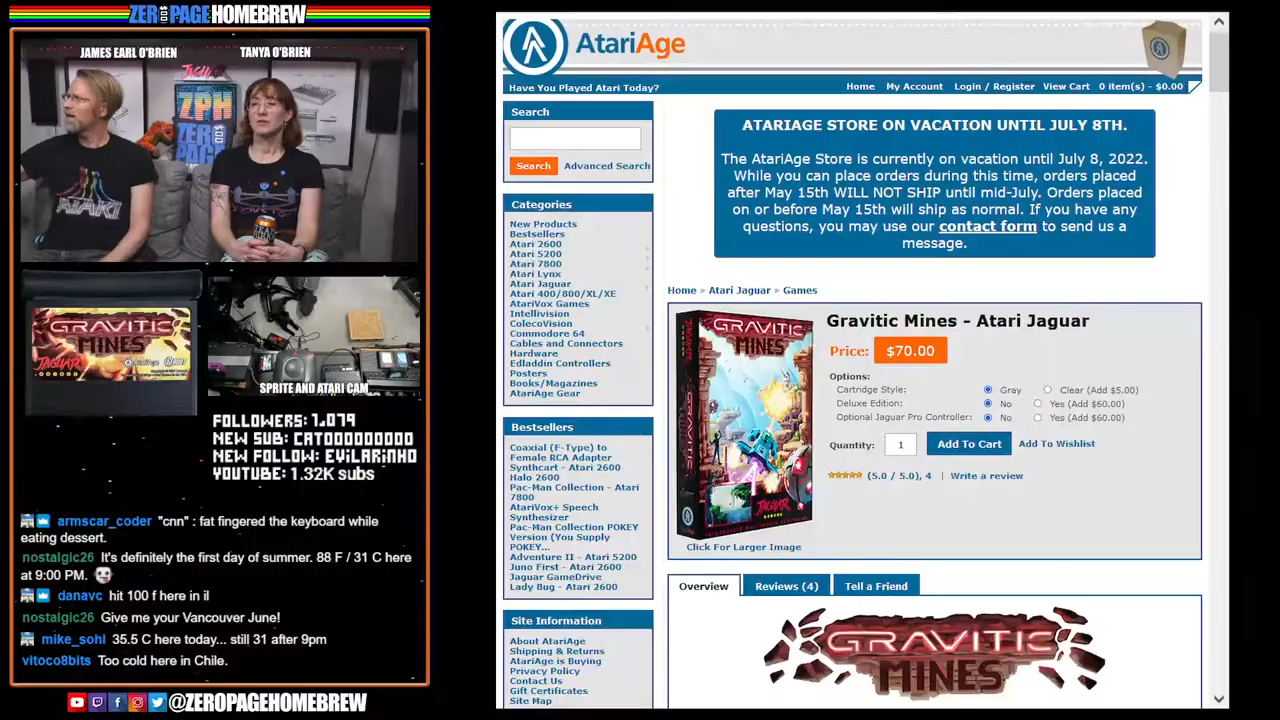 ZERO PAGE HOMEBREW
JAMES EARL O'BRIEN
TANYA O'BRIEN
ZPH
ZERO
PAGE
ATARI
GRAVITIC
MINES
JAGUAR
AtariAge
SPRITE AND ATARI CAM
FOLLOWERS: 1,079
NEW SUB: CATOOOOOOOOO
NEW FOLLOW: EVILARINHO
YOUTUBE: 1.32K subs
armscar_coder "cnn" : fat fingered the keyboard while
eating dessert.
nostalgic26 It's definitely the first day of summer. 88 F / 31 C here
at 9:00 PM.
danavc hit 100 f here in il
nostalgic26 Give me your Vancouver June!
mike_sohl 35.5 C here today... still 31 after 9pm
vitoco8bits Too cold here in Chile.
@ZEROPAGEHOMEBREW
AtariAge
Have You Played Atari Today?
Home My Account Login / Register View Cart 0 item(s) - $0.00
Search
Search Advanced Search
Categories
New Products
Bestsellers
Atari 2600
Atari 5200
Atari 7800
Atari Lynx
Atari Jaguar
Atari 400/800/XL/XE
AtariVox Games
Intellivision
ColecoVision
Commodore 64
Cables and Connectors
Hardware
Edladdin Controllers
Posters
Books/Magazines
AtariAge Gear
Bestsellers
Coaxial (F-Type) to
Female RCA Adapter
Synthcart - Atari 2600
Halo 2600
Pac-Man Collection - Atari
7800
AtariVox+ Speech
Synthesizer
Pac-Man Collection POKEY
Version (You Supply
POKEY...
Adventure II - Atari 5200
Juno First - Atari 2600
Jaguar GameDrive
Lady Bug - Atari 2600
Site Information
About AtariAge
Shipping & Returns
AtariAge is Buying
Privacy Policy
Contact Us
Gift Certificates
Site Map
ATARIAGE STORE ON VACATION UNTIL JULY 8TH.
The AtariAge Store is currently on vacation until July 8, 2022.
While you can place orders during this time, orders placed
after May 15th WILL NOT SHIP until mid-July. Orders placed
on or before May 15th will ship as normal. If you have any
questions, you may use our contact form to send us a
message.
Home » Atari Jaguar » Games
GRAVITIC
MINES
GRAVITIC MINES
JAGUAR
Click For Larger Image
Gravitic Mines - Atari Jaguar
Price: $70.00
Options:
Cartridge Style: Gray Clear (Add $5.00)
Deluxe Edition: No Yes (Add $60.00)
Optional Jaguar Pro Controller: No Yes (Add $60.00)
Quantity: 1 Add To Cart Add To Wishlist
(5.0 / 5.0), 4 | Write a review
Overview Reviews (4) Tell a Friend
GRAVITIC
MINES